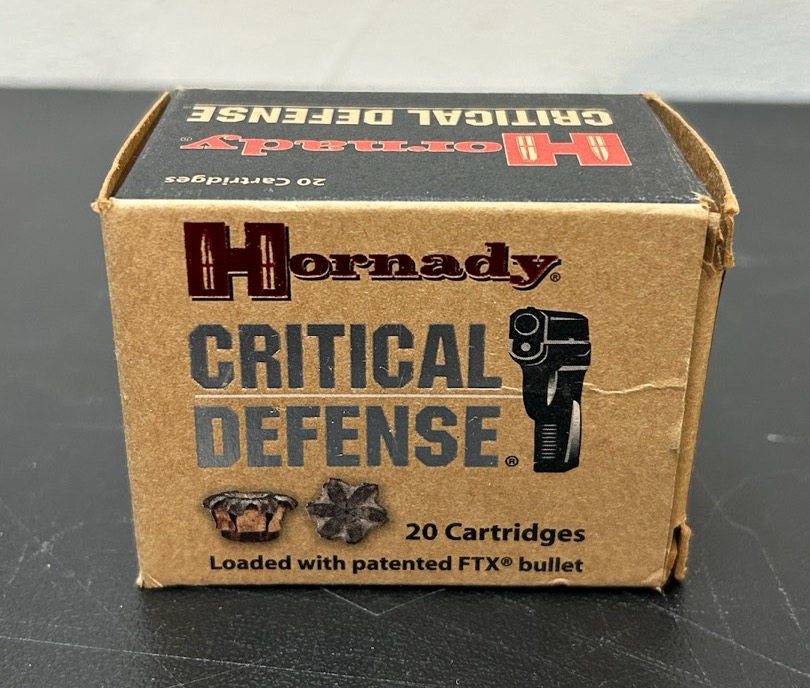 CRITICAL DEFENSE
Hornady®
20 Cartridges
Hornady®
CRITICAL
DEFENSE®
20 Cartridges
Loaded with patented FTX® bullet